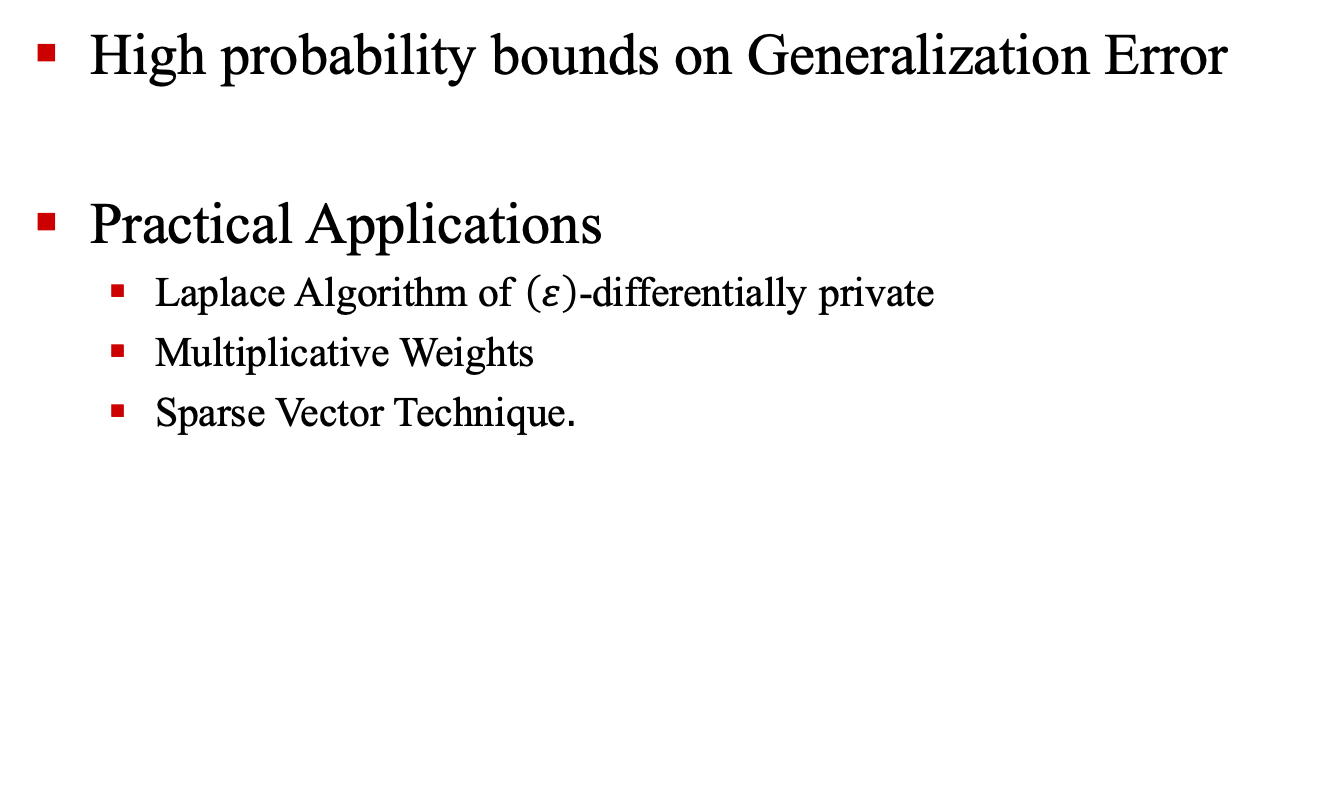 High probability bounds on Generalization Error
Practical Applications
Laplace Algorithm of (ε)-differentially private
Multiplicative Weights
Sparse Vector Technique.